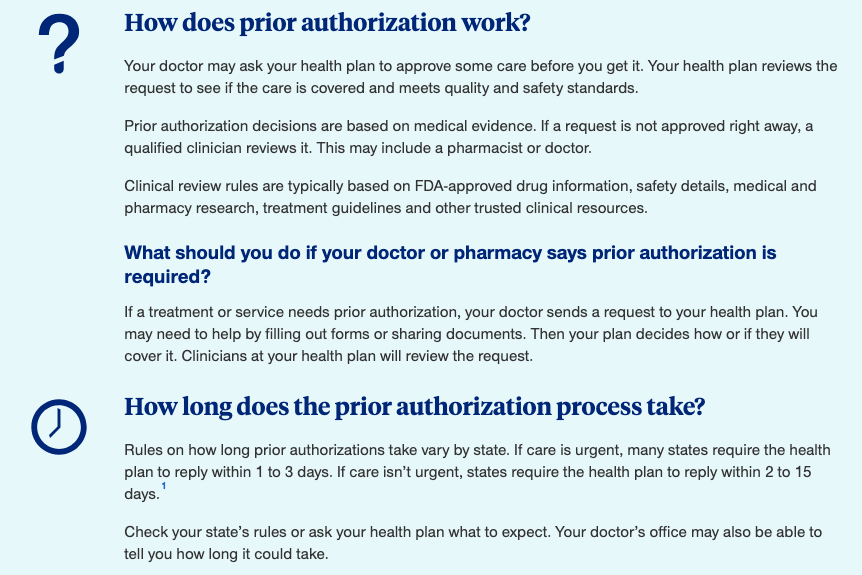 How does prior authorization work?
Your doctor may ask your health plan to approve some care before you get it. Your health plan reviews the
request to see if the care is covered and meets quality and safety standards.
Prior authorization decisions are based on medical evidence. If a request is not approved right away, a
qualified clinician reviews it. This may include a pharmacist or doctor.
Clinical review rules are typically based on FDA-approved drug information, safety details, medical and
pharmacy research, treatment guidelines and other trusted clinical resources.
What should you do if your doctor or pharmacy says prior authorization is
required?
If a treatment or service needs prior authorization, your doctor sends a request to your health plan. You
may need to help by filling out forms or sharing documents. Then your plan decides how or if they will
cover it. Clinicians at your health plan will review the request.
How long does the prior authorization process take?
Rules on how long prior authorizations take vary by state. If care is urgent, many states require the health
plan to reply within 1 to 3 days. If care isn’t urgent, states require the health plan to reply within 2 to 15
days.1
Check your state’s rules or ask your health plan what to expect. Your doctor’s office may also be able to
tell you how long it could take.